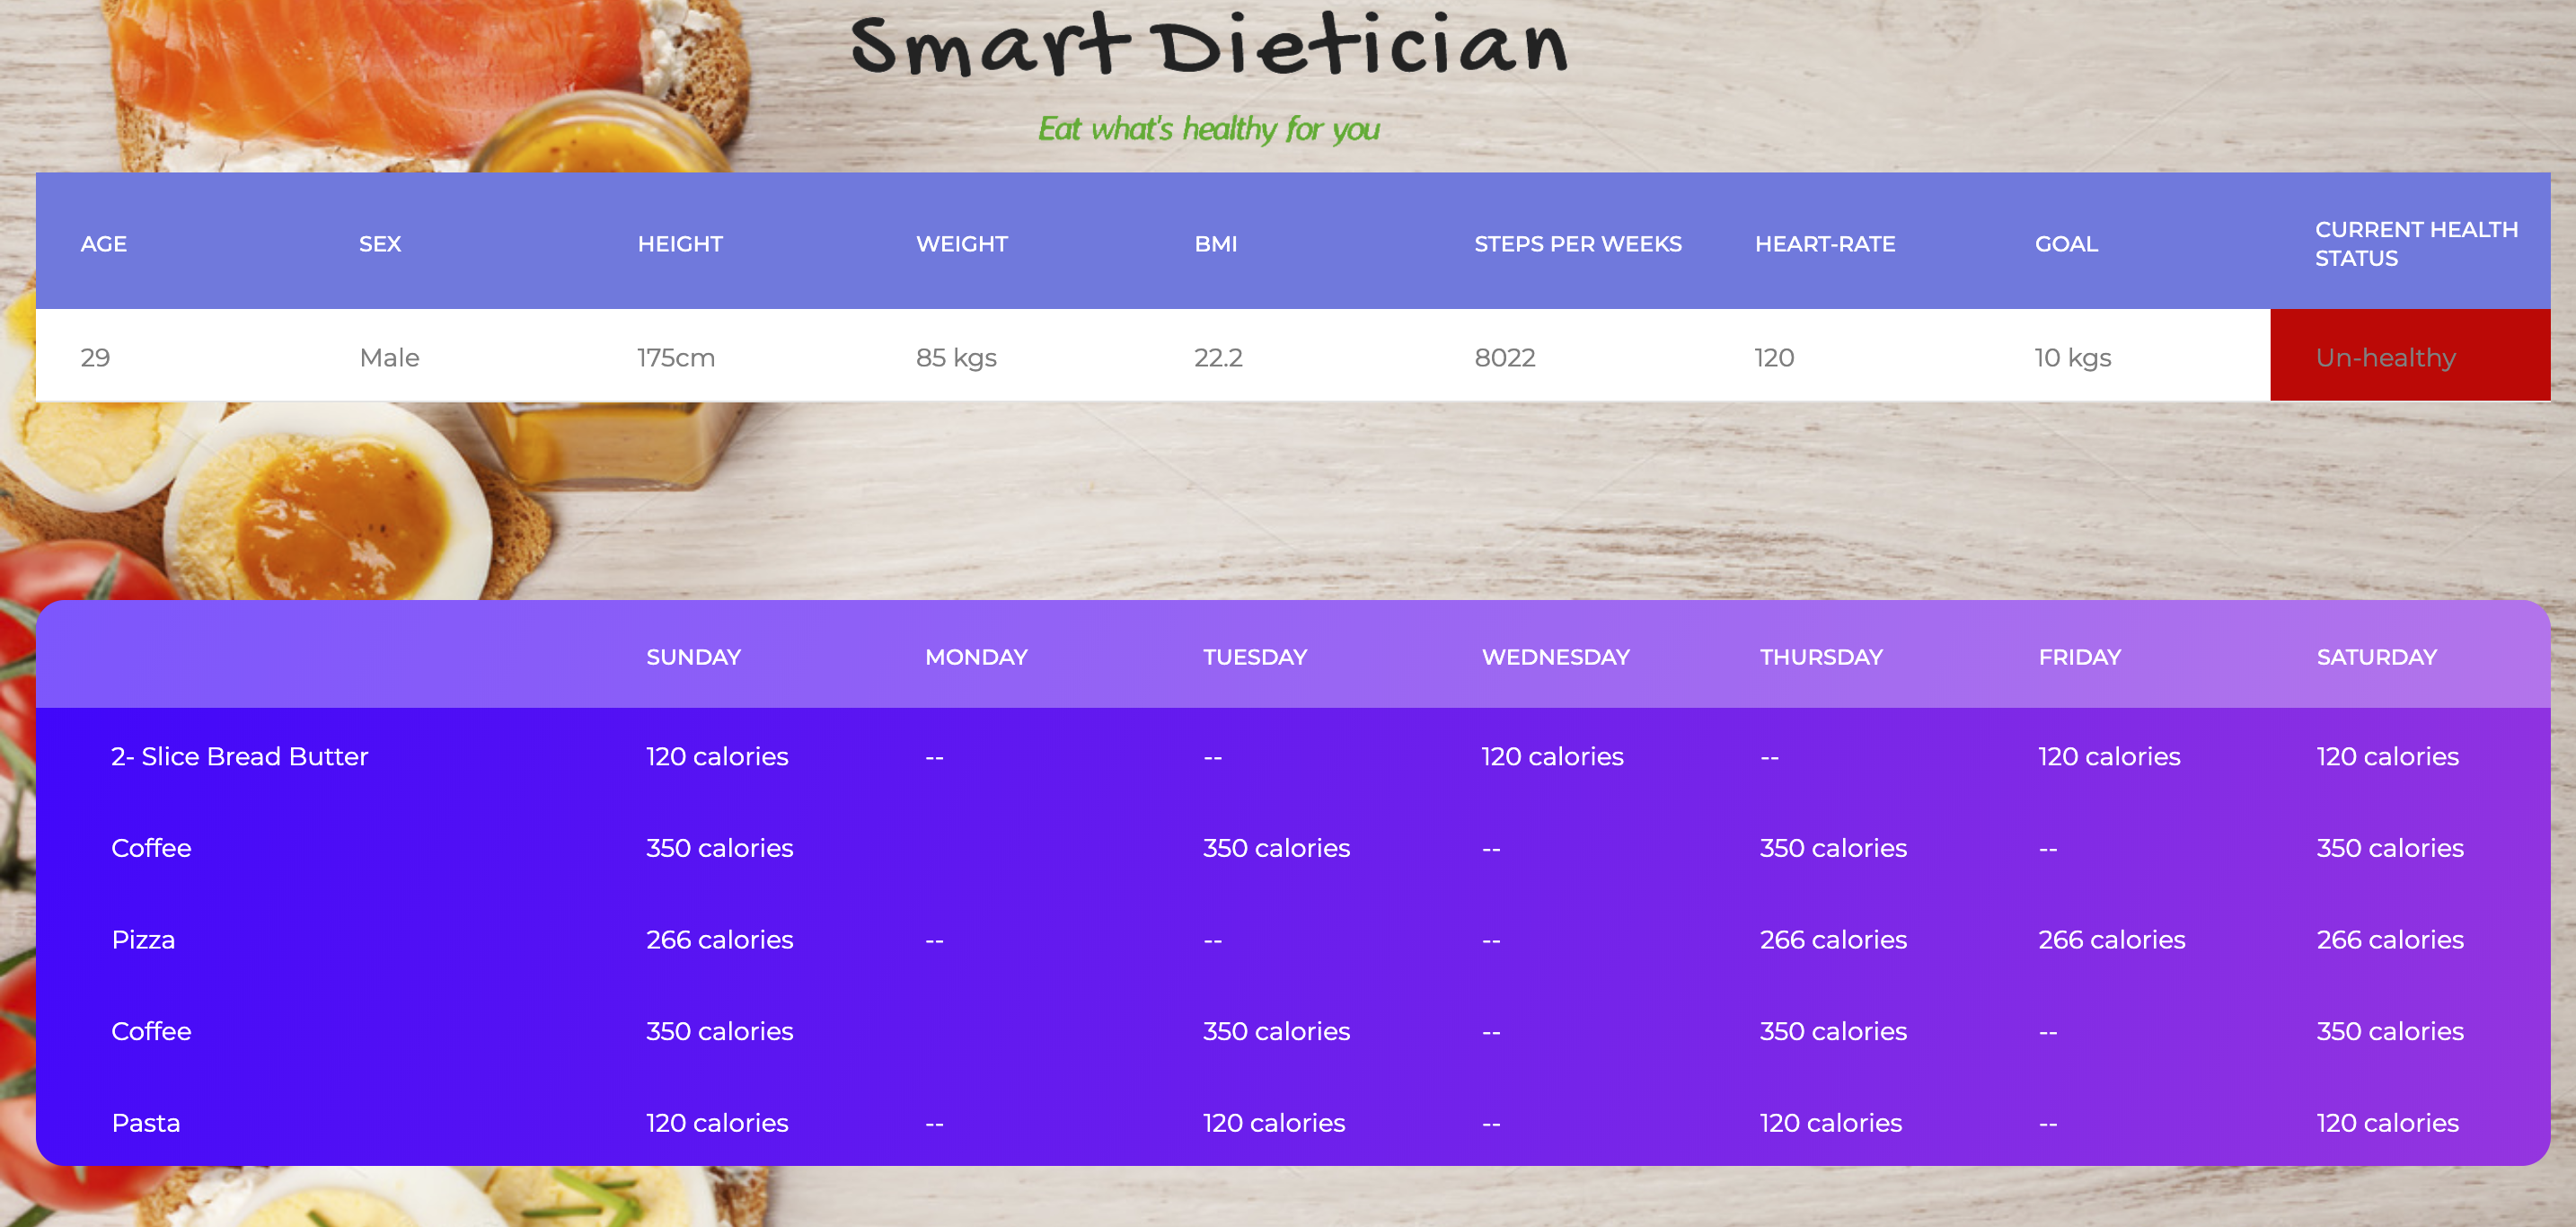 Smart Dietician
Eat what's healthy for you
AGE SEX HEIGHT WEIGHT BMI STEPS PER WEEKS HEART-RATE GOAL CURRENT HEALTH STATUS
29 Male 175cm 85 kgs 22.2 8022 120 10 kgs Un-healthy
SUNDAY MONDAY TUESDAY WEDNESDAY THURSDAY FRIDAY SATURDAY
2- Slice Bread Butter 120 calories -- -- 120 calories -- 120 calories 120 calories
Coffee 350 calories 350 calories -- 350 calories -- 350 calories
Pizza 266 calories -- -- -- 266 calories 266 calories 266 calories
Coffee 350 calories 350 calories -- 350 calories -- 350 calories
Pasta 120 calories -- 120 calories -- 120 calories -- 120 calories